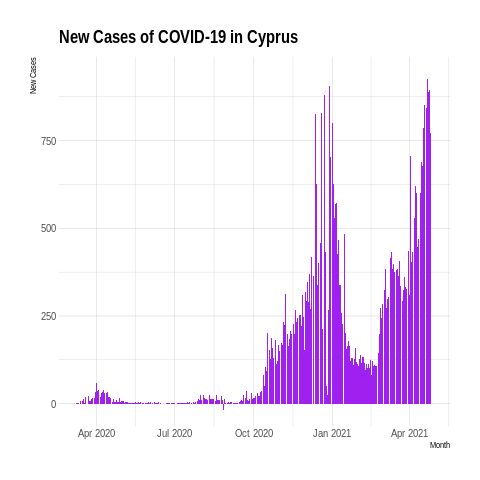 New Cases of COVID-19 in Cyprus
New Cases
750
500
250
0
Apr 2020 Jul 2020 Oct 2020 Jan 2021 Apr 2021
Month